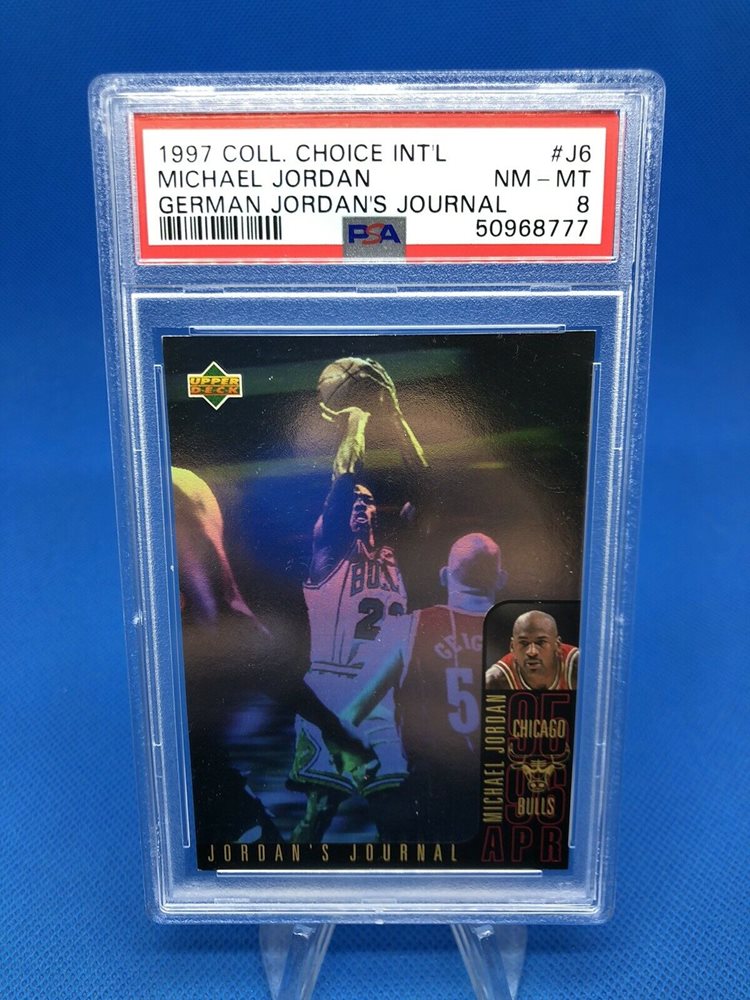 1997 COLL. CHOICE INT'L #J6
MICHAEL JORDAN NM - MT
GERMAN JORDAN'S JOURNAL 8
PSA 50968777
UPPER
DECK
BULLS
23
GEIG
5
MICHAEL JORDAN
95
CHICAGO
96
BULLS
JORDAN'S JOURNAL APR